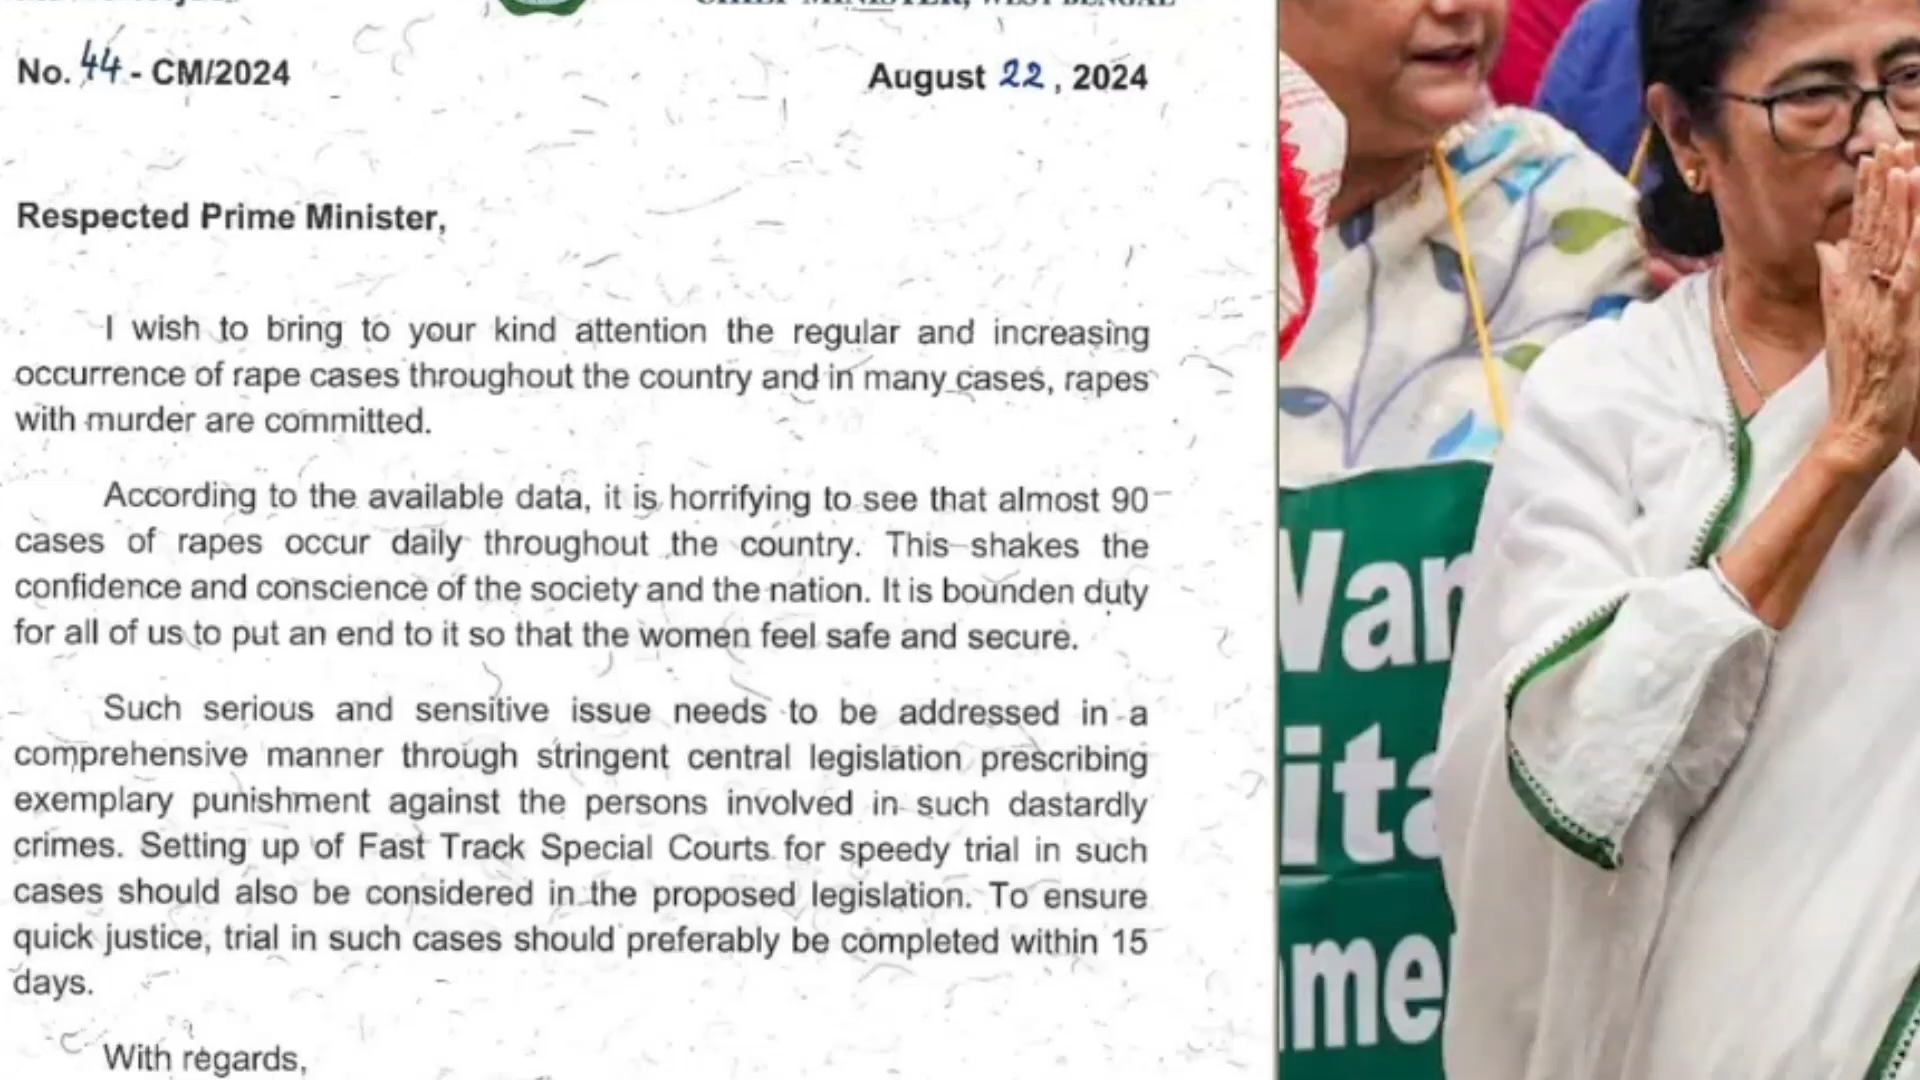 CHIEF MINISTER, WEST BENGAL
No. 44 - CM/2024
August 22, 2024
Respected Prime Minister,
I wish to bring to your kind attention the regular and increasing
occurrence of rape cases throughout the country and in many cases, rapes
with murder are committed.
According to the available data, it is horrifying to see that almost 90
cases of rapes occur daily throughout the country. This shakes the
confidence and conscience of the society and the nation. It is bounden duty
for all of us to put an end to it so that the women feel safe and secure.
Such serious and sensitive issue needs to be addressed in a
comprehensive manner through stringent central legislation prescribing
exemplary punishment against the persons involved in such dastardly
crimes. Setting up of Fast Track Special Courts for speedy trial in such
cases should also be considered in the proposed legislation. To ensure
quick justice, trial in such cases should preferably be completed within 15
days.
With regards,
Wan
ita
me